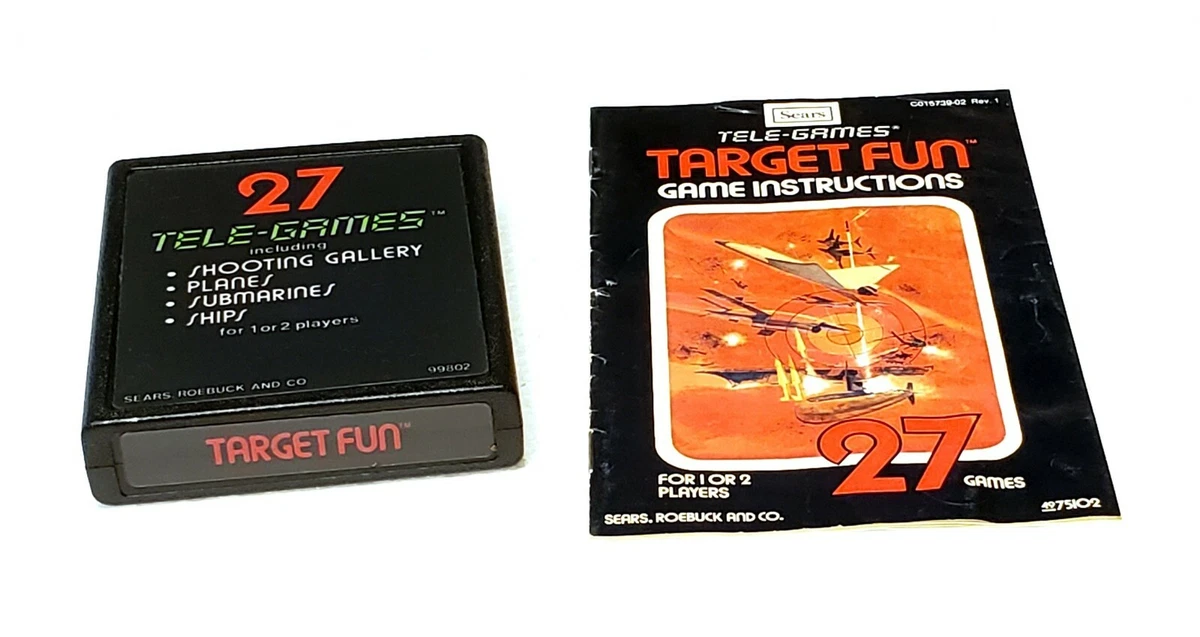 27
TELE-GAMES™
including
• SHOOTING GALLERY
• PLANES
• SUBMARINES
• SHIPS
for 1 or 2 players
SEARS ROEBUCK AND CO
99802
TARGET FUN™
Sears
C015739-02 Rev. 1
TELE-GAMES®
TARGET FUN™
GAME INSTRUCTIONS
27 GAMES
FOR 1 OR 2
PLAYERS
SEARS, ROEBUCK AND CO.
49 75102